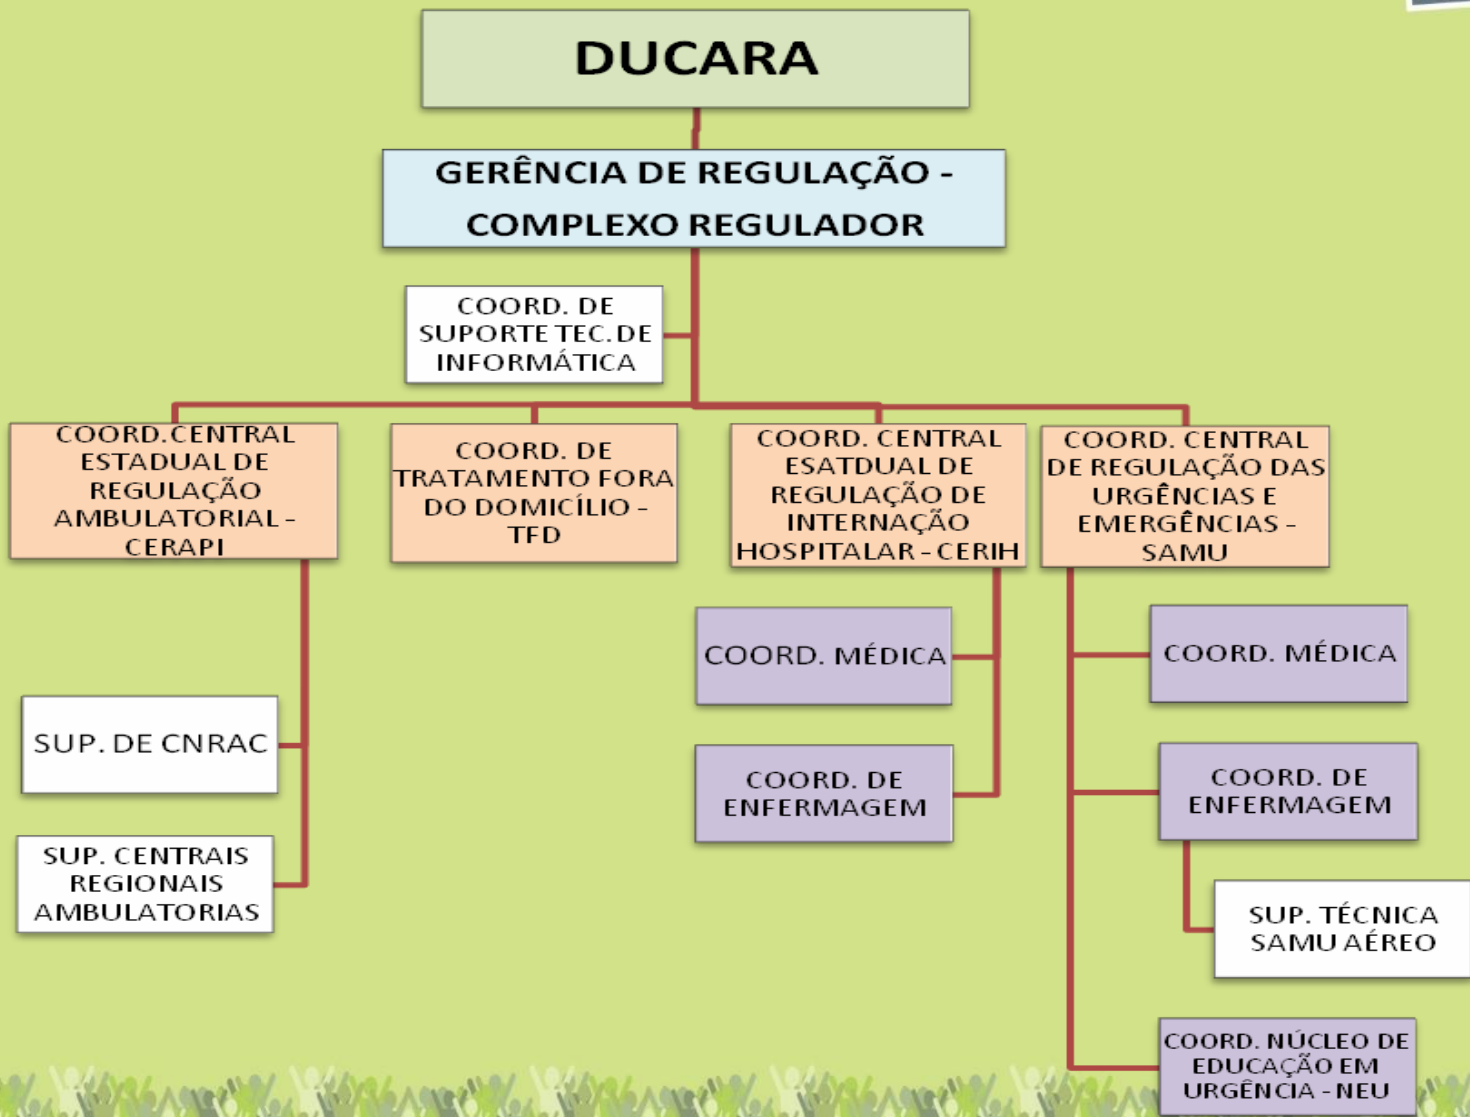 DUCARA
GERÊNCIA DE REGULAÇÃO -
COMPLEXO REGULADOR
COORD. DE
SUPORTE TEC. DE
INFORMÁTICA
COORD. CENTRAL
ESTADUAL DE
REGULAÇÃO
AMBULATORIAL -
CERAPI
COORD. DE
TRATAMENTO FORA
DO DOMICÍLIO -
TFD
COORD. CENTRAL
ESATDUAL DE
REGULAÇÃO DE
INTERNAÇÃO
HOSPITALAR - CERIH
COORD. CENTRAL
DE REGULAÇÃO DAS
URGÊNCIAS E
EMERGÊNCIAS -
SAMU
SUP. DE CNRAC
SUP. CENTRAIS
REGIONAIS
AMBULATORIAS
COORD. MÉDICA
COORD. DE
ENFERMAGEM
COORD. MÉDICA
COORD. DE
ENFERMAGEM
SUP. TÉCNICA
SAMU AÉREO
COORD. NÚCLEO DE
EDUCAÇÃO EM
URGÊNCIA - NEU